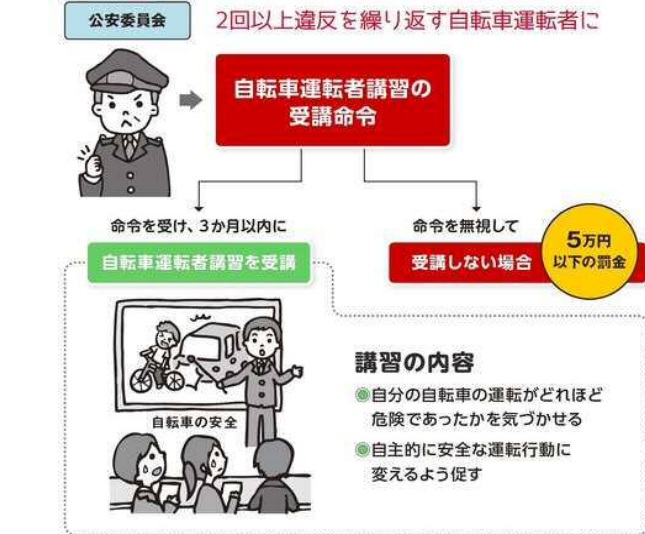 公安委員会
2回以上違反を繰り返す自転車運転者に
自転車運転者講習の
受講命令
命令を受け、3か月以内に
自転車運転者講習を受講
命令を無視して
受講しない場合
5万円
以下の罰金
自転車の安全
講習の内容
◎自分の自転車の運転がどれほど
危険であったかを気づかせる
◎自主的に安全な運転行動に
変えるよう促す